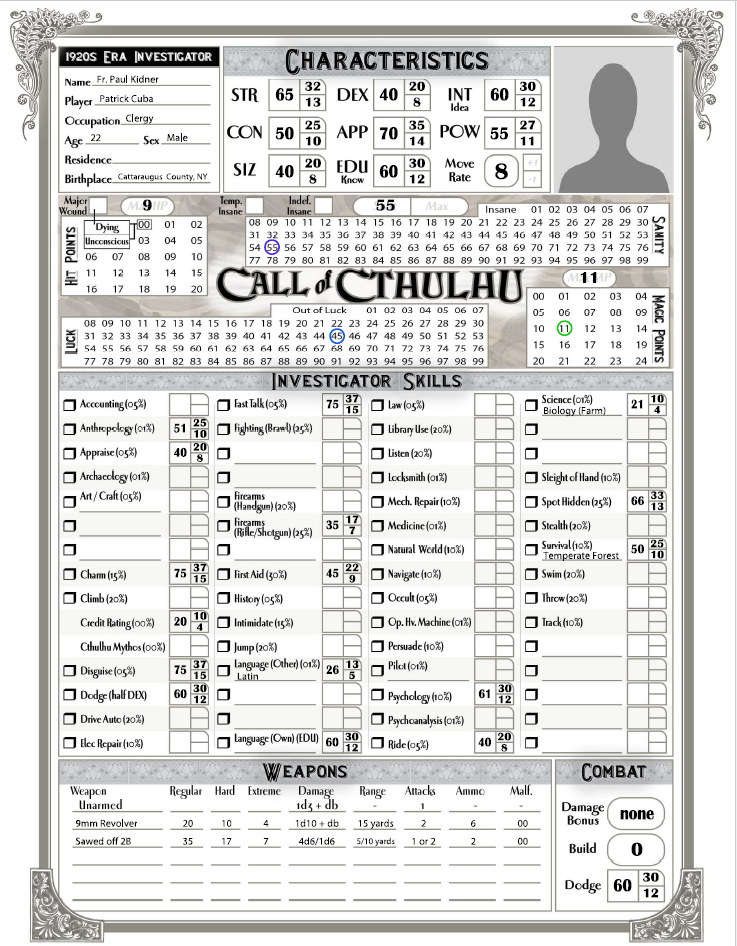 1920s Era Investigator
Name Fr. Paul Kidner
Player Patrick Cuba
Occupation Clergy
Age 22 Sex Male
Residence
Birthplace Cattaraugus County, NY
Characteristics
STR 65 32 13 DEX 40 20 8 INT Idea 60 30 12
CON 50 25 10 APP 70 35 14 POW 55 27 11
SIZ 40 20 8 EDU Know 60 30 12 Move Rate 8 +1 -1
Major Wound 9
Dying
Unconscious
Hit Points
00 01 02
03 04 05
06 07 08 09 10
11 12 13 14 15
16 17 18 19 20
Temp. Insane Indef. Insane 55 Max
Insane 01 02 03 04 05 06 07
08 09 10 11 12 13 14 15 16 17 18 19 20 21 22 23 24 25 26 27 28 29 30
31 32 33 34 35 36 37 38 39 40 41 42 43 44 45 46 47 48 49 50 51 52 53
54 55 56 57 58 59 60 61 62 63 64 65 66 67 68 69 70 71 72 73 74 75 76
77 78 79 80 81 82 83 84 85 86 87 88 89 90 91 92 93 94 95 96 97 98 99
Sanity
Call of Cthulhu
Luck
Out of Luck 01 02 03 04 05 06 07
08 09 10 11 12 13 14 15 16 17 18 19 20 21 22 23 24 25 26 27 28 29 30
31 32 33 34 35 36 37 38 39 40 41 42 43 44 45 46 47 48 49 50 51 52 53
54 55 56 57 58 59 60 61 62 63 64 65 66 67 68 69 70 71 72 73 74 75 76
77 78 79 80 81 82 83 84 85 86 87 88 89 90 91 92 93 94 95 96 97 98 99
11
00 01 02 03 04
05 06 07 08 09
10 11 12 13 14
15 16 17 18 19
20 21 22 23 24
Magic Points
Investigator Skills
Accounting (05%)
Anthropology (01%) 51 25 10
Appraise (05%) 40 20 8
Archaeology (01%)
Art / Craft (05%)
Charm (15%) 75 37 15
Climb (20%)
Credit Rating (00%) 20 10 4
Cthulhu Mythos (00%)
Disguise (05%) 75 37 15
Dodge (half DEX) 60 30 12
Drive Auto (20%)
Elec Repair (10%)
Fast Talk (05%) 75 37 15
Fighting (Brawl) (25%)
Firearms (Handgun) (20%)
Firearms (Rifle/Shotgun) (25%) 35 17 7
First Aid (30%) 45 22 9
History (05%)
Intimidate (15%)
Jump (20%)
Language (Other) (01%) Latin 26 13 5
Language (Own) (EDU) 60 30 12
Law (05%)
Library Use (20%)
Listen (20%)
Locksmith (01%)
Mech. Repair (10%)
Medicine (01%)
Natural World (10%)
Navigate (10%)
Occult (05%)
Op. Hv. Machine (01%)
Persuade (10%)
Pilot (01%)
Psychology (10%) 61 30 12
Psychoanalysis (01%)
Ride (05%) 40 20 8
Science (01%) Biology (Farm) 21 10 4
Sleight of Hand (10%)
Spot Hidden (25%) 66 33 13
Stealth (20%)
Survival (10%) Temperate Forest 50 25 10
Swim (20%)
Throw (20%)
Track (10%)
Weapons
Weapon Regular Hard Extreme Damage Range Attacks Ammo Malf.
Unarmed 1d3 + db - 1 - -
9mm Revolver 20 10 4 1d10 + db 15 yards 2 6 00
Sawed off 2B 35 17 7 4d6/1d6 5/10 yards 1 or 2 2 00
Combat
Damage Bonus none
Build 0
Dodge 60 30 12